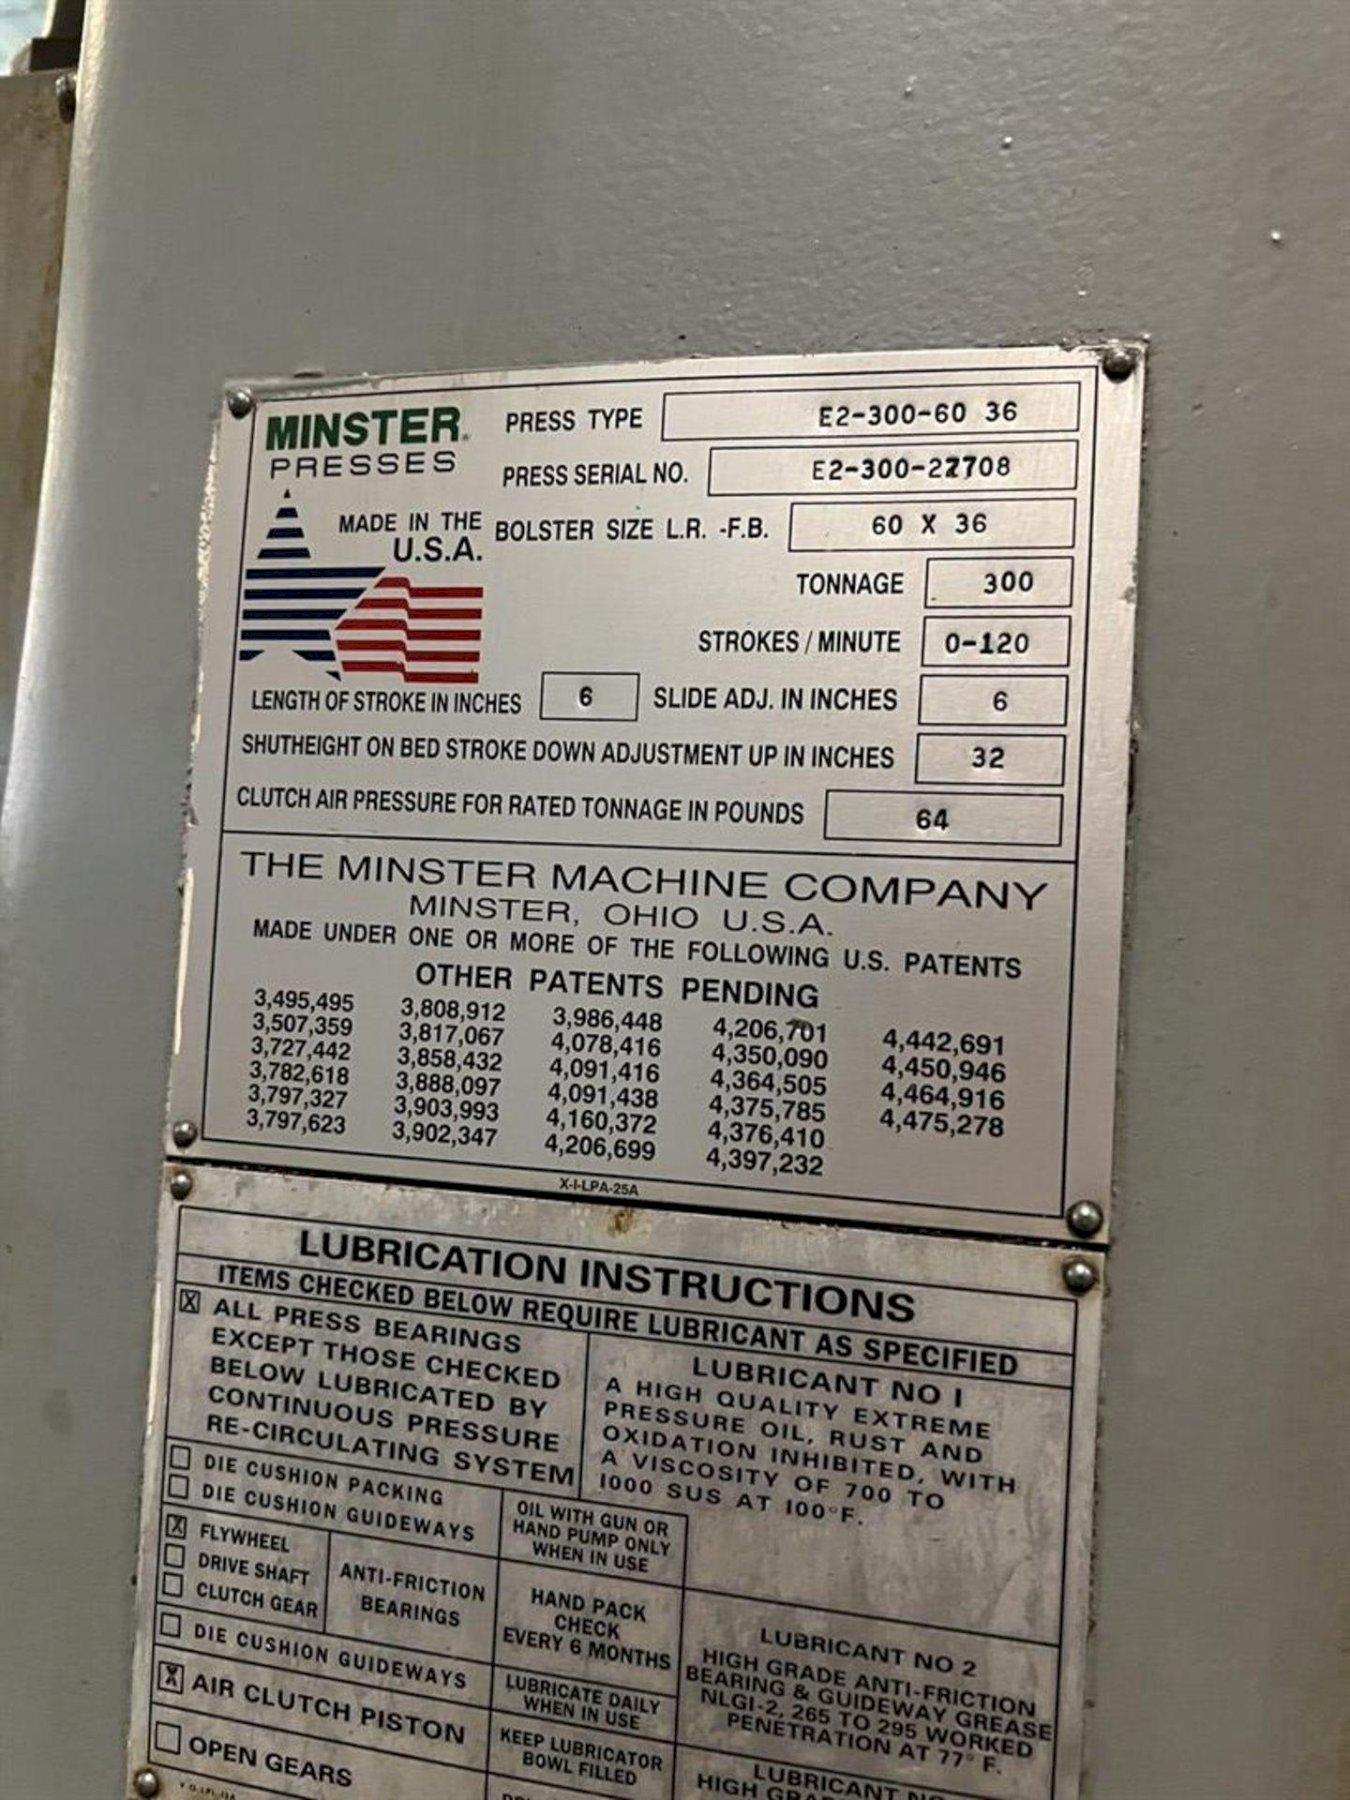 MINSTER®
PRESSES
MADE IN THE
U.S.A.
PRESS TYPE E2-300-60 36
PRESS SERIAL NO. E2-300-22708
BOLSTER SIZE L.R. -F.B. 60 X 36
TONNAGE 300
STROKES / MINUTE 0-120
LENGTH OF STROKE IN INCHES 6 SLIDE ADJ. IN INCHES 6
SHUTHEIGHT ON BED STROKE DOWN ADJUSTMENT UP IN INCHES 32
CLUTCH AIR PRESSURE FOR RATED TONNAGE IN POUNDS 64
THE MINSTER MACHINE COMPANY
MINSTER, OHIO U.S.A.
MADE UNDER ONE OR MORE OF THE FOLLOWING U.S. PATENTS
OTHER PATENTS PENDING
3,495,495 3,808,912 3,986,448 4,206,701 4,442,691
3,507,359 3,817,067 4,078,416 4,350,090 4,450,946
3,727,442 3,858,432 4,091,416 4,364,505 4,464,916
3,782,618 3,888,097 4,091,438 4,375,785 4,475,278
3,797,327 3,903,993 4,160,372 4,376,410
3,797,623 3,902,347 4,206,699 4,397,232
X-I-LPA-25A
LUBRICATION INSTRUCTIONS
ITEMS CHECKED BELOW REQUIRE LUBRICANT AS SPECIFIED
X ALL PRESS BEARINGS
EXCEPT THOSE CHECKED
BELOW LUBRICATED BY
CONTINUOUS PRESSURE
RE-CIRCULATING SYSTEM
LUBRICANT NO I
A HIGH QUALITY EXTREME
PRESSURE OIL, RUST AND
OXIDATION INHIBITED, WITH
A VISCOSITY OF 700 TO
1000 SUS AT 100°F.
DIE CUSHION PACKING
DIE CUSHION GUIDEWAYS
OIL WITH GUN OR
HAND PUMP ONLY
WHEN IN USE
X FLYWHEEL
DRIVE SHAFT
CLUTCH GEAR
ANTI-FRICTION
BEARINGS
HAND PACK
CHECK
EVERY 6 MONTHS
LUBRICANT NO 2
HIGH GRADE ANTI-FRICTION
BEARING & GUIDEWAY GREASE
NLGI-2, 265 TO 295 WORKED
PENETRATION AT 77° F.
DIE CUSHION GUIDEWAYS
LUBRICATE DAILY
WHEN IN USE
X AIR CLUTCH PISTON
KEEP LUBRICATOR
BOWL FILLED
LUBRICANT
OPEN GEARS
HIGH